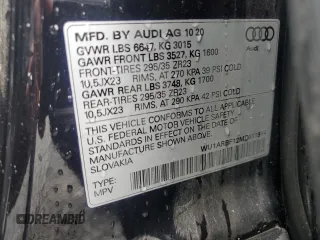 MFD. BY AUDI AG 10 20
Audi
GVWR LBS 6647, KG 3015
GAWR FRONT LBS 3527, KG 1600
FRONT-TIRES 295/35 ZR23
10,5JX23 RIMS, AT 270 KPA 39 PSI COLD
GAWR REAR LBS 3748, KG 1700
REAR-TIRES 295/35 ZR23
10,5JX23 RIMS, AT 290 KPA 42 PSI COLD
THIS VEHICLE CONFORMS TO ALL APPLICABLE
U.S. FEDERAL MOTOR VEHICLE
SAFETY STANDARDS IN EFFECT ON THE DATE OF
MANUFACTURE SHOWN ABOVE.
SLOVAKIA
TYPE:
MPV
DREAMBID